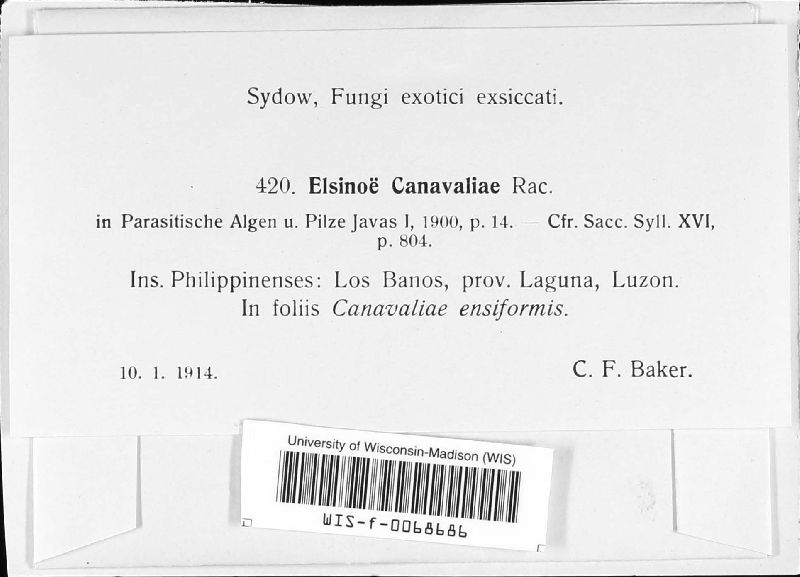 Sydow, Fungi exotici exsiccati.
420. Elsinoë Canavaliae Rac.
in Parasitische Algen u. Pilze Javas I, 1900, p. 14. — Cfr. Sacc. Syll. XVI,
p. 804.
Ins. Philippinenses: Los Banos, prov. Laguna, Luzon.
In foliis Canavaliae ensiformis.
10. 1. 1914. C. F. Baker.
University of Wisconsin-Madison (WIS)
WIS-f-0068686